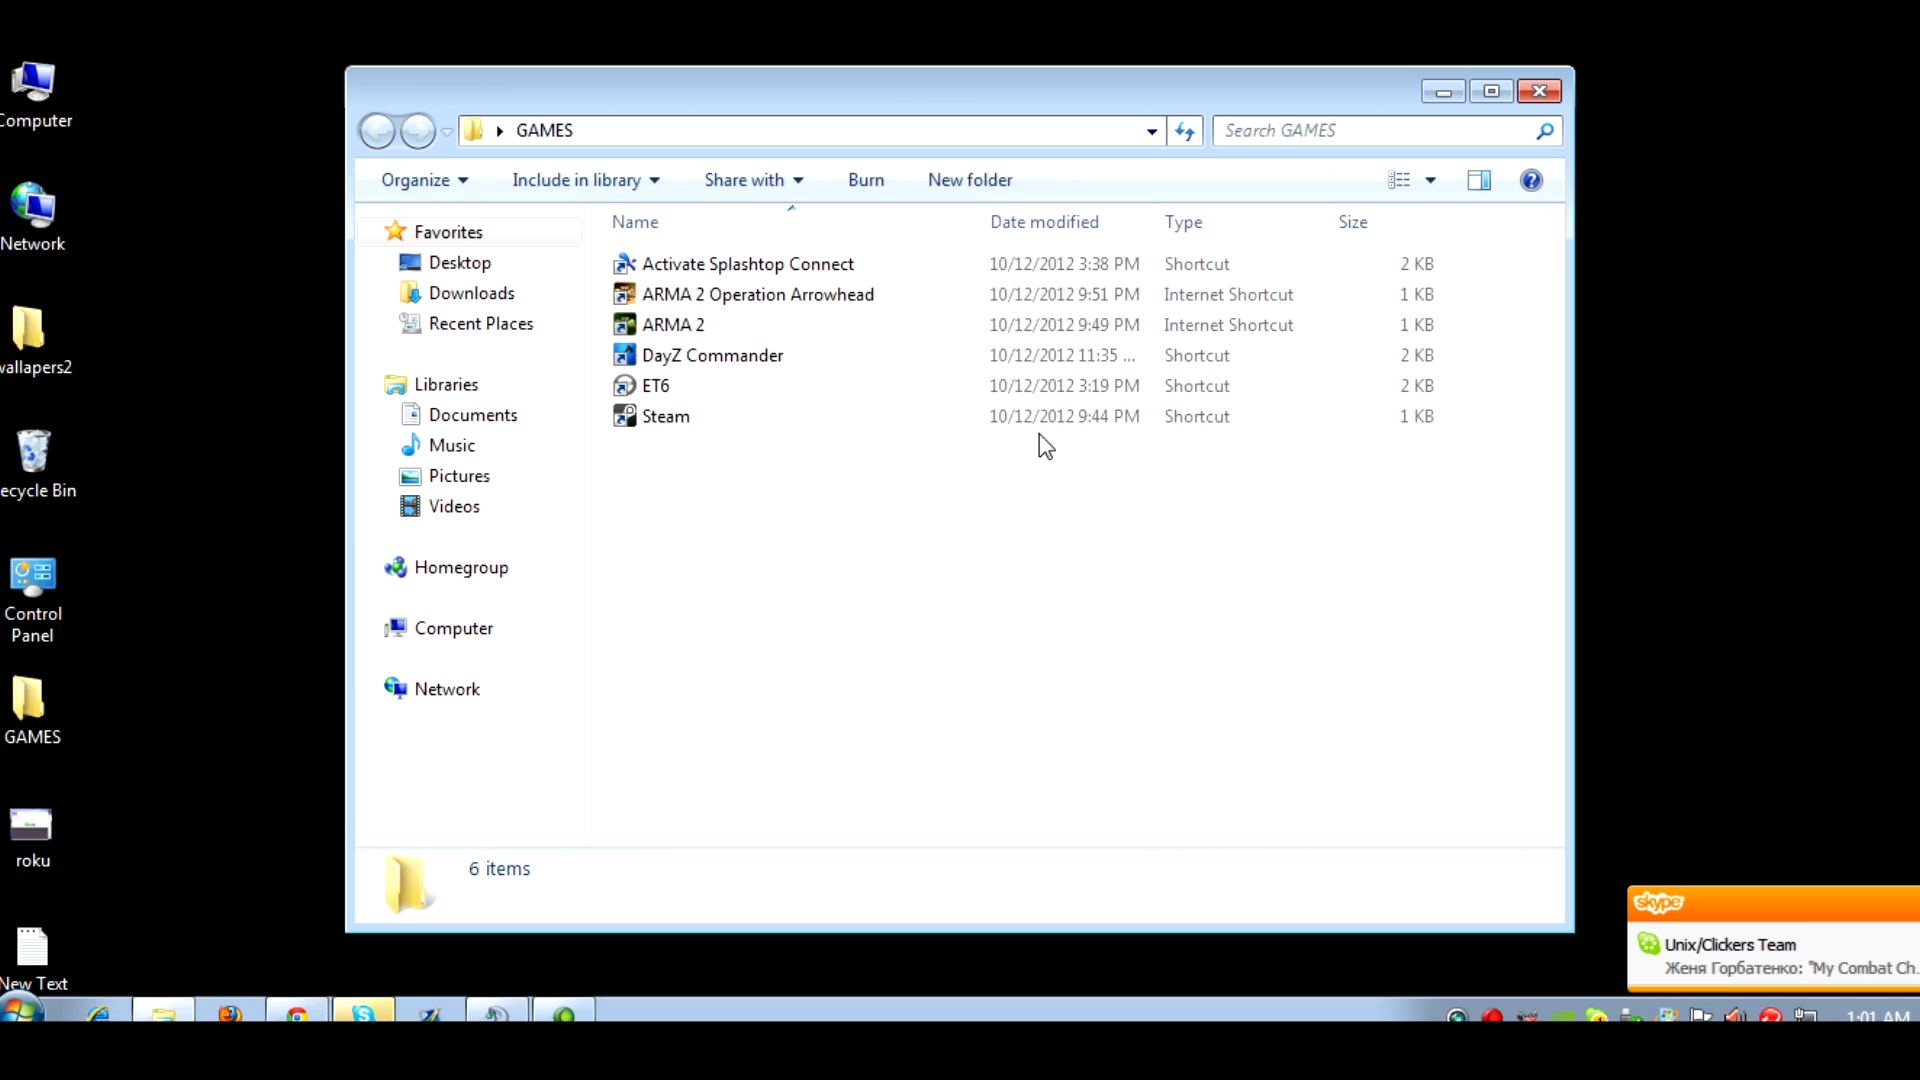 Computer
Network
wallapers2
ecycle Bin
Control
Panel
GAMES
roku
New Text
GAMES
Search GAMES
Organize
Include in library
Share with
Burn
New folder
Name
Date modified
Type
Size
Favorites
Desktop
Downloads
Recent Places
Libraries
Documents
Music
Pictures
Videos
Homegroup
Computer
Network
Activate Splashtop Connect 10/12/2012 3:38 PM Shortcut 2 KB
ARMA 2 Operation Arrowhead 10/12/2012 9:51 PM Internet Shortcut 1 KB
ARMA 2 10/12/2012 9:49 PM Internet Shortcut 1 KB
DayZ Commander 10/12/2012 11:35 ... Shortcut 2 KB
ET6 10/12/2012 3:19 PM Shortcut 2 KB
Steam 10/12/2012 9:44 PM Shortcut 1 KB
6 items
skype
Unix/Clickers Team
Женя Горбатенко: "My Combat Ch...
1:01 AM